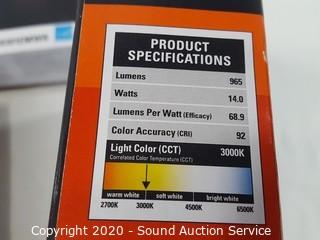 PRODUCT
SPECIFICATIONS
Lumens 965
Watts 14.0
Lumens Per Watt (Efficacy) 68.9
Color Accuracy (CRI) 92
Light Color (CCT) 3000K
Correlated Color Temperature (CCT)
warm white soft white bright white
2700K 3000K 4500K 6500K
Copyright 2020 - Sound Auction Service